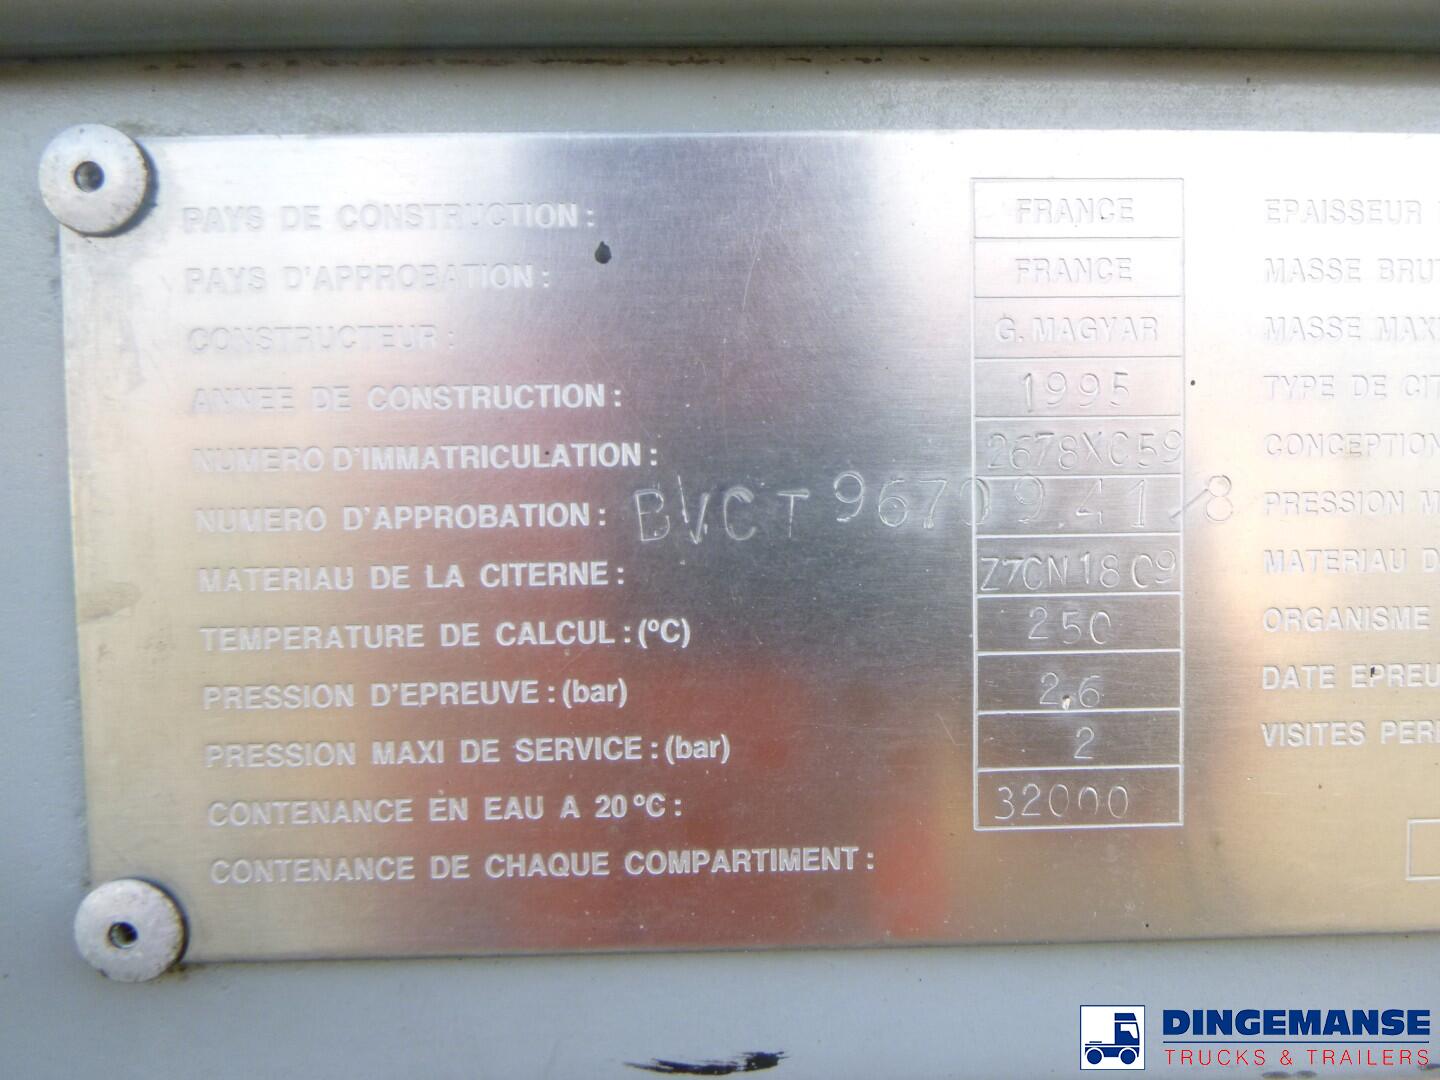 PAYS DE CONSTRUCTION : FRANCE EPAISSEUR
PAYS D'APPROBATION : FRANCE MASSE BRUT
CONSTRUCTEUR : G. MAGYAR MASSE MAXI
ANNEE DE CONSTRUCTION : 1995 TYPE DE CIT
NUMERO D'IMMATRICULATION : 2678XC59 CONCEPTION
NUMERO D'APPROBATION : BVCT 96709.41/8 PRESSION M
MATERIAU DE LA CITERNE : Z7CN1809 MATERIAU D
TEMPERATURE DE CALCUL : (°C) 250 ORGANISME
PRESSION D'EPREUVE : (bar) 2,6 DATE EPREU
PRESSION MAXI DE SERVICE : (bar) 2 VISITES PER
CONTENANCE EN EAU A 20°C : 32000
CONTENANCE DE CHAQUE COMPARTIMENT :
DINGEMANSE
TRUCKS & TRAILERS